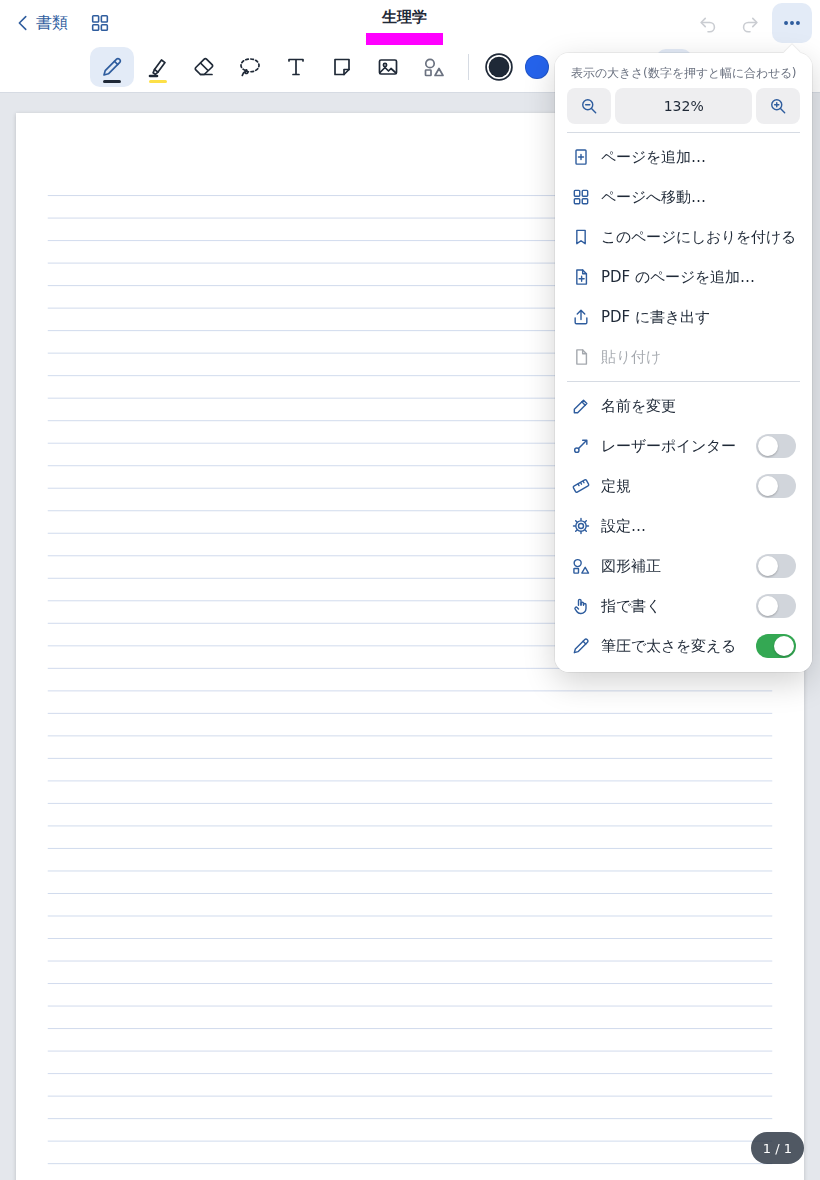 書類
生理学
表示の大きさ(数字を押すと幅に合わせる)
132%
ページを追加…
ページへ移動…
このページにしおりを付ける
PDF のページを追加…
PDF に書き出す
貼り付け
名前を変更
レーザーポインター
定規
設定…
図形補正
指で書く
筆圧で太さを変える
1 / 1